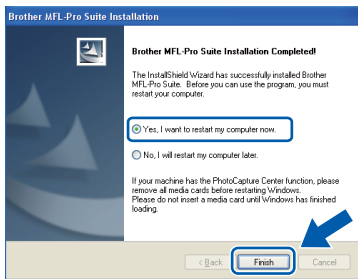 Brother MFL-Pro Suite Installation
Brother MFL-Pro Suite Installation Completed!
The InstallShield Wizard has successfully installed Brother
MFL-Pro Suite. Before you can use the program, you must
restart your computer.
Yes, I want to restart my computer now.
No, I will restart my computer later.
If your machine has the PhotoCapture Center function, please
remove all media cards before restarting Windows.
Please do not insert a media card until Windows has finished
loading.
< Back Finish Cancel